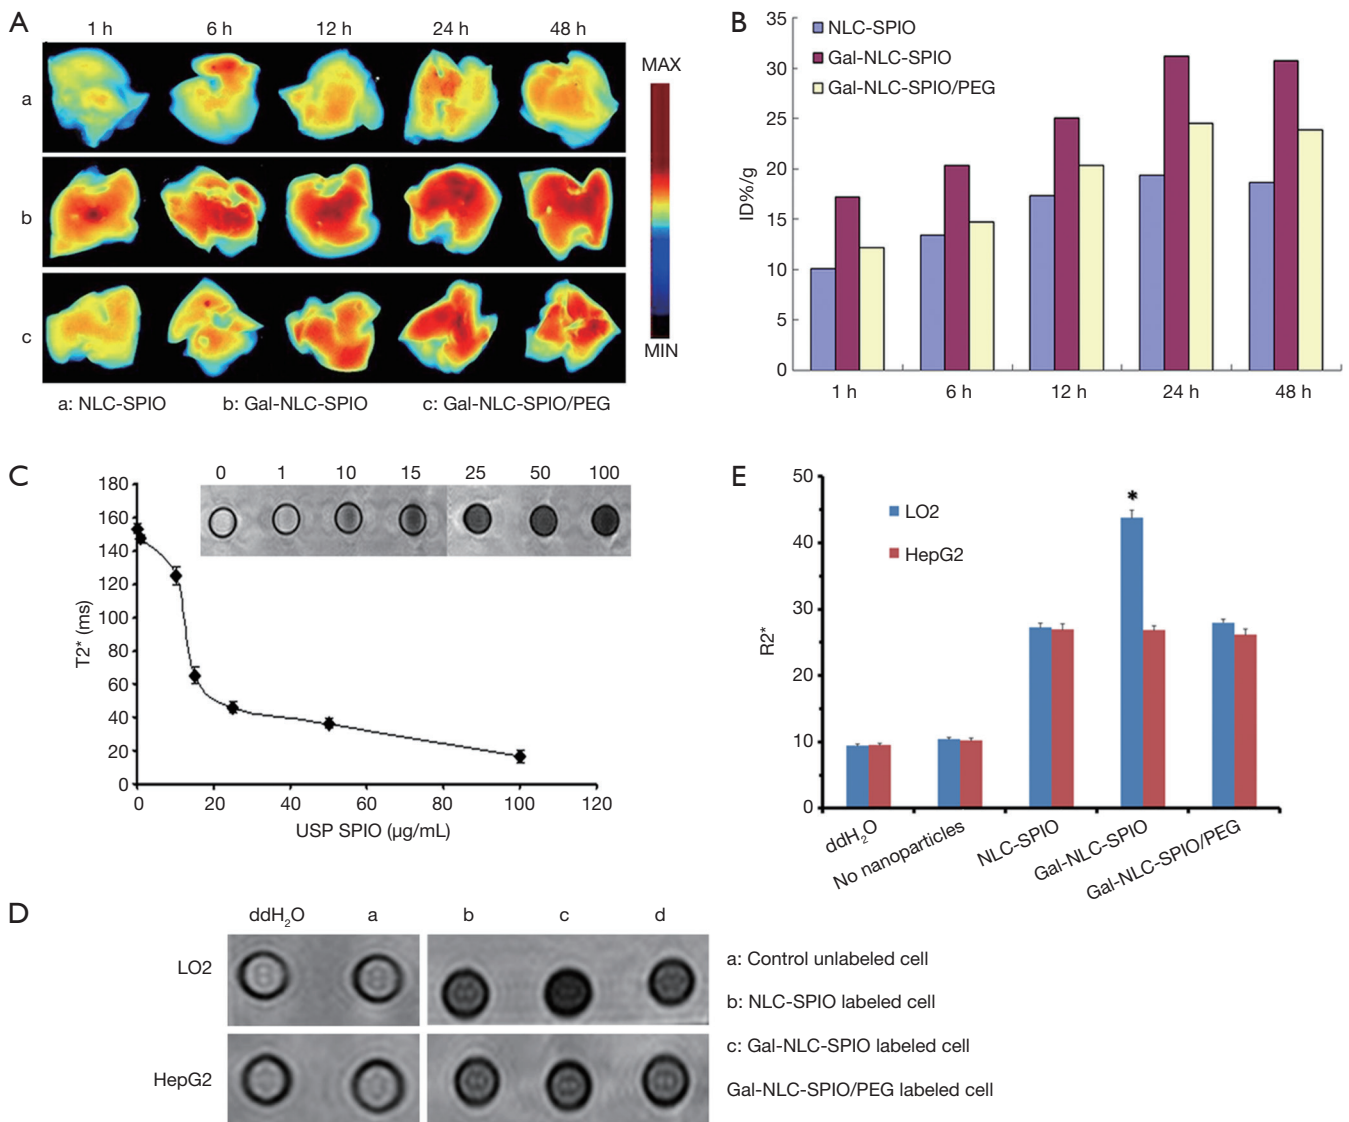 A
1 h 6 h 12 h 24 h 48 h
a
b
c
MAX
MIN
a: NLC-SPIO b: Gal-NLC-SPIO c: Gal-NLC-SPIO/PEG
B
NLC-SPIO
Gal-NLC-SPIO
Gal-NLC-SPIO/PEG
ID%/g
35
30
25
20
15
10
5
0
1 h 6 h 12 h 24 h 48 h
C
0 1 10 15 25 50 100
T2* (ms)
180
160
140
120
100
80
60
40
20
0
0 20 40 60 80 100 120
USP SPIO (µg/mL)
E
LO2
HepG2
*
R2*
50
40
30
20
10
0
ddH₂O No nanoparticles NLC-SPIO Gal-NLC-SPIO Gal-NLC-SPIO/PEG
D
ddH₂O a b c d
LO2
HepG2
a: Control unlabeled cell
b: NLC-SPIO labeled cell
c: Gal-NLC-SPIO labeled cell
Gal-NLC-SPIO/PEG labeled cell